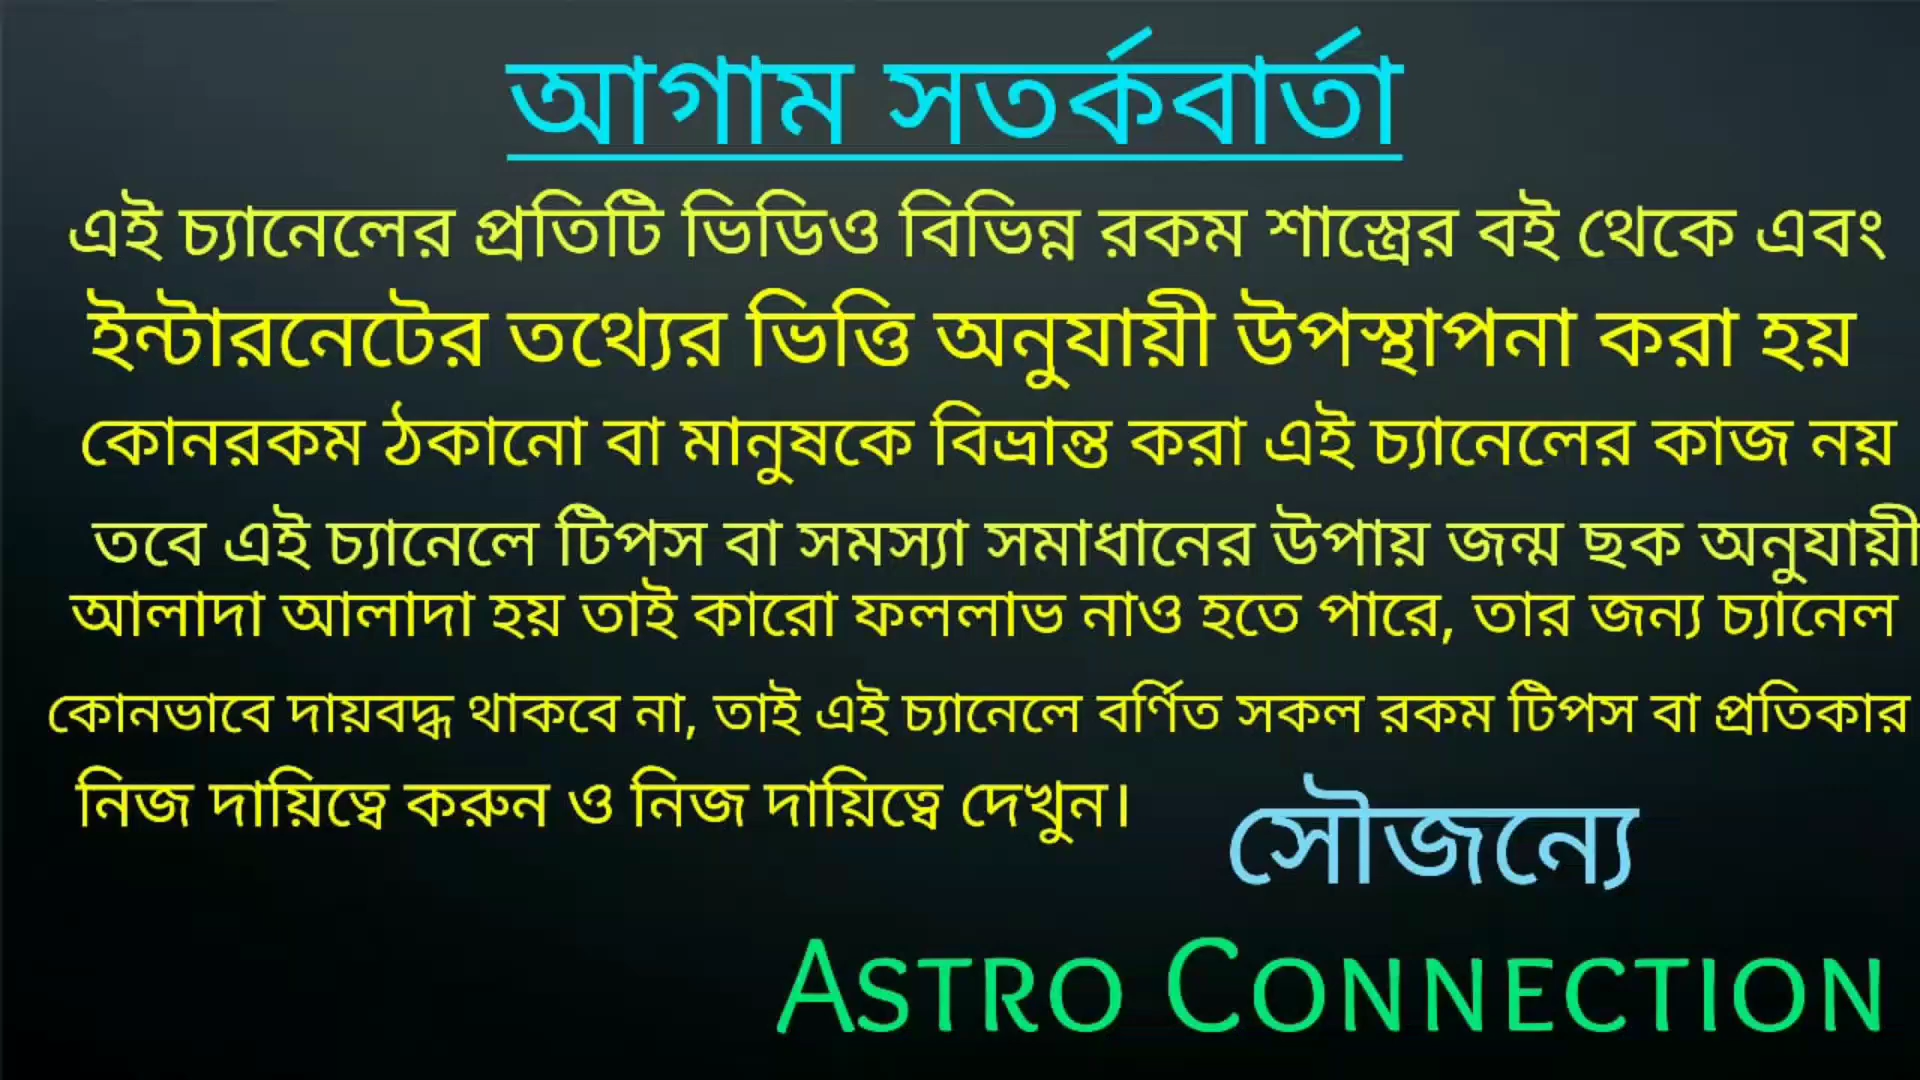 আগাম সতর্কবার্তা
এই চ্যানেলের প্রতিটি ভিডিও বিভিন্ন রকম শাস্ত্রের বই থেকে এবং
ইন্টারনেটের তথ্যের ভিত্তি অনুযায়ী উপস্থাপনা করা হয়
কোনরকম ঠকানো বা মানুষকে বিভ্রান্ত করা এই চ্যানেলের কাজ নয়
তবে এই চ্যানেলে টিপস বা সমস্যা সমাধানের উপায় জন্ম ছক অনুযায়ী
আলাদা আলাদা হয় তাই কারো ফললাভ নাও হতে পারে, তার জন্য চ্যানেল
কোনভাবে দায়বদ্ধ থাকবে না, তাই এই চ্যানেলে বর্ণিত সকল রকম টিপস বা প্রতিকার
নিজ দায়িত্বে করুন ও নিজ দায়িত্বে দেখুন।
সৌজন্যে
ASTRO CONNECTION